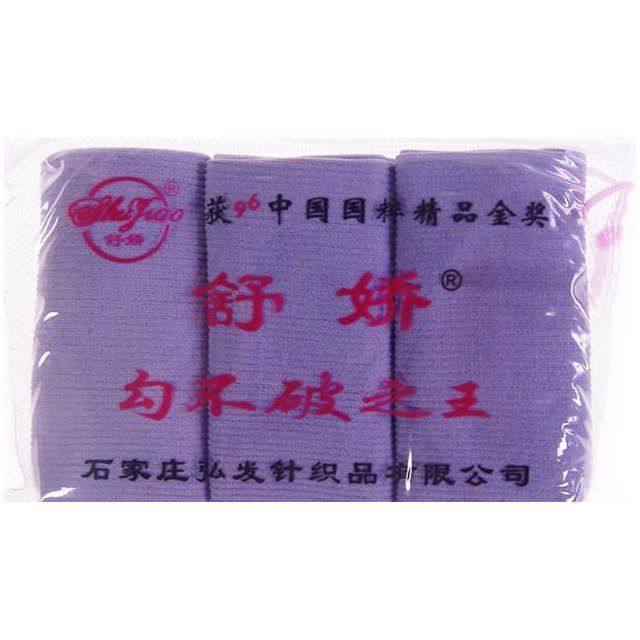 ShuJiao®
舒娇
获96中国国粹精品金奖
舒娇®
勾不破之王
石家庄弘发针织品有限公司